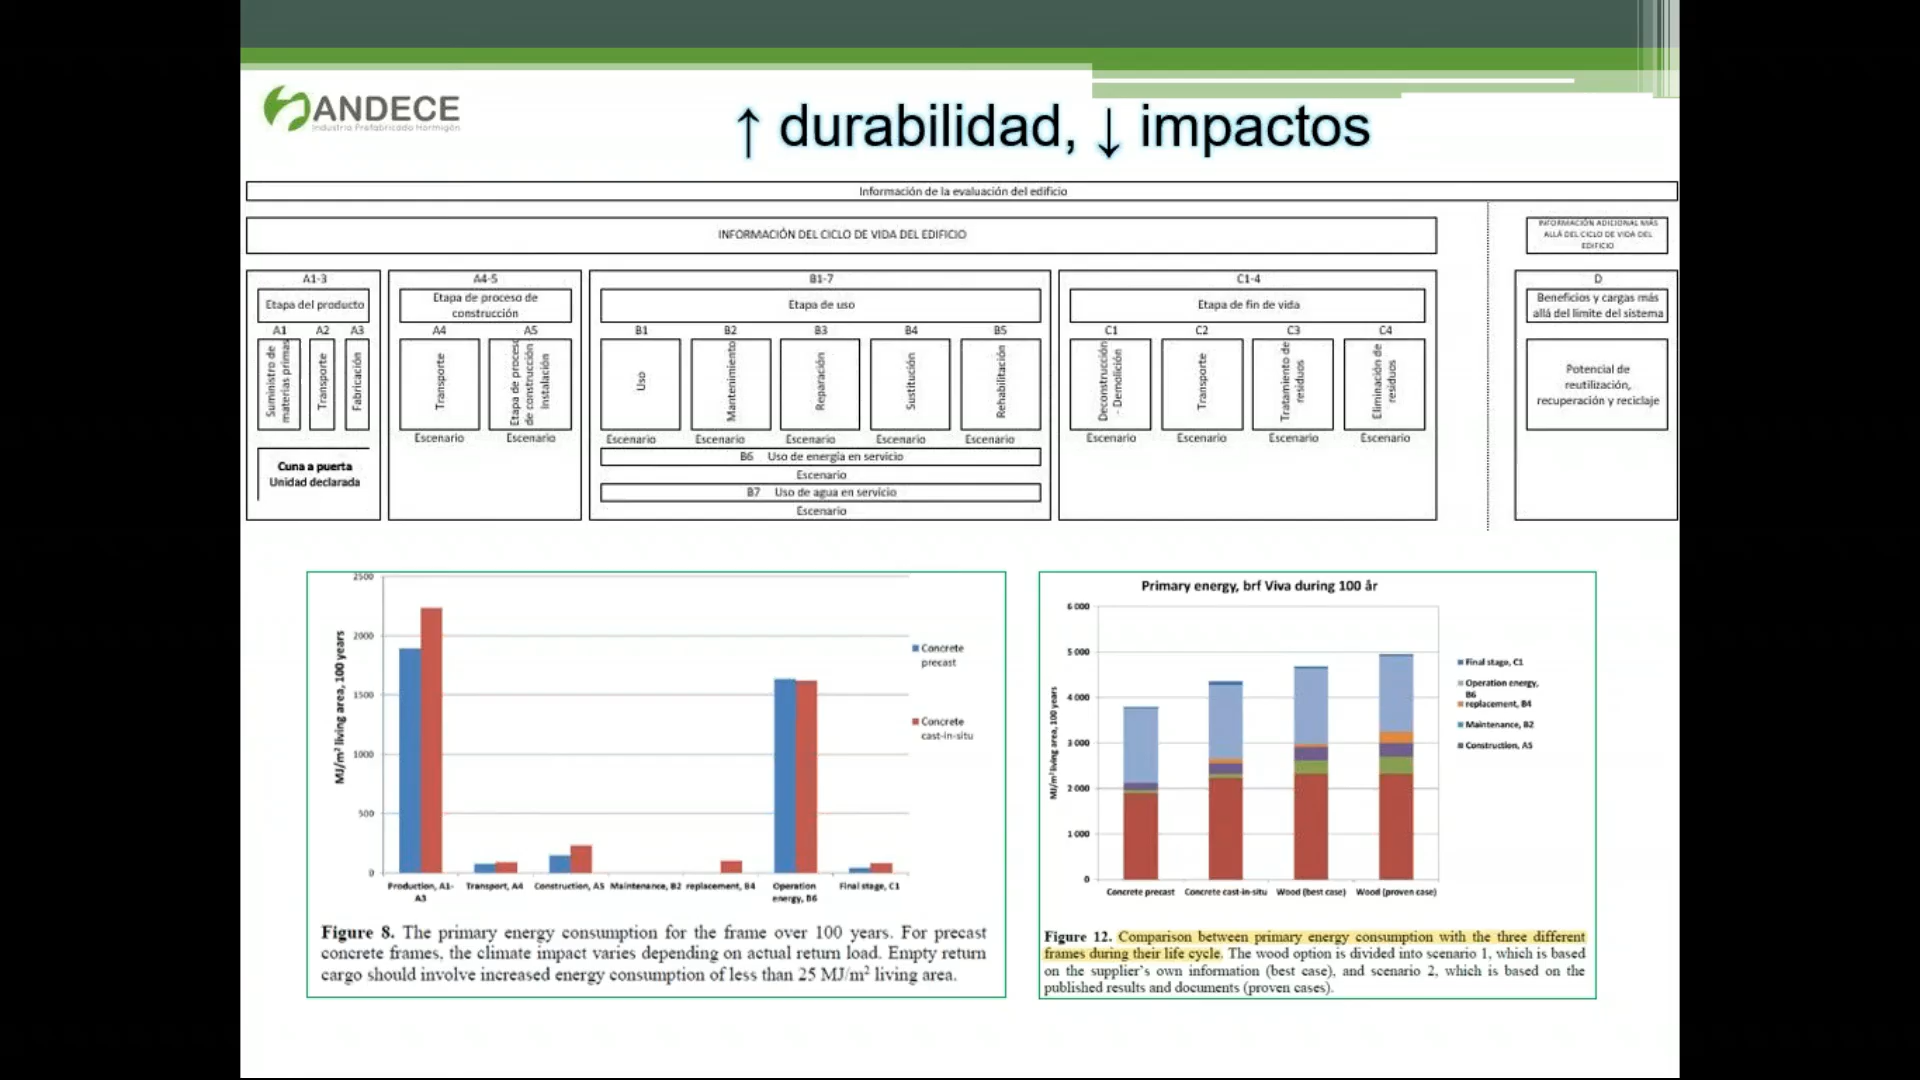 ANDECE
Industria Prefabricado Hormigón
↑ durabilidad, ↓ impactos
Información de la evaluación del edificio
INFORMACIÓN DEL CICLO DE VIDA DEL EDIFICIO
INFORMACIÓN ADICIONAL MÁS
ALLÁ DEL CICLO DE VIDA DEL
EDIFICIO
A1-3
Etapa del producto
A1 A2 A3
Suministro de
materias primas
Transporte
Fabricación
Cuna a puerta
Unidad declarada
A4-5
Etapa de proceso de
construcción
A4 A5
Transporte
Etapa de proceso
de construcción
Instalación
Escenario Escenario
B1-7
Etapa de uso
B1 B2 B3 B4 B5
Uso
Mantenimiento
Reparación
Sustitución
Rehabilitación
Escenario Escenario Escenario Escenario Escenario
B6 Uso de energía en servicio
Escenario
B7 Uso de agua en servicio
Escenario
C1-4
Etapa de fin de vida
C1 C2 C3 C4
Deconstrucción
- Demolición
Transporte
Tratamiento de
residuos
Eliminación de
residuos
Escenario Escenario Escenario Escenario
D
Beneficios y cargas más
allá del límite del sistema
Potencial de
reutilización,
recuperación y reciclaje
MJ/m² living area, 100 years
2500
2000
1500
1000
500
0
Production, A1-
A3
Transport, A4
Construction, A5
Maintenance, B2
replacement, B4
Operation
energy, B6
Final stage, C1
Concrete
precast
Concrete
cast-in-situ
Figure 8. The primary energy consumption for the frame over 100 years. For precast
concrete frames, the climate impact varies depending on actual return load. Empty return
cargo should involve increased energy consumption of less than 25 MJ/m² living area.
Primary energy, brf Viva during 100 år
MJ/m² living area, 100 years
6 000
5 000
4 000
3 000
2 000
1 000
0
Concrete precast
Concrete cast-in-situ
Wood (best case)
Wood (proven case)
Final stage, C1
Operation energy,
B6
replacement, B4
Maintenance, B2
Construction, A5
Figure 12. Comparison between primary energy consumption with the three different
frames during their life cycle. The wood option is divided into scenario 1, which is based
on the supplier's own information (best case), and scenario 2, which is based on the
published results and documents (proven cases).